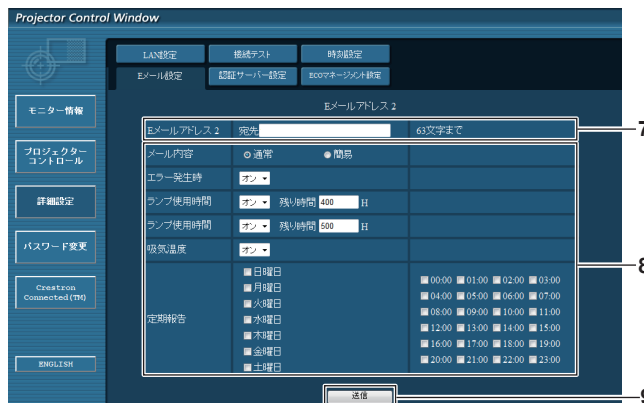 Projector Control Window
LAN設定 接続テスト 時刻設定
Eメール設定 認証サーバー設定 ECOマネージメント設定
モニター情報
プロジェクター
コントロール
詳細設定
パスワード変更
Crestron
Connected(TM)
ENGLISH
Eメールアドレス 2
Eメールアドレス 2 宛先 63文字まで 7
メール内容 通常 簡易
エラー発生時 オン
ランプ使用時間 オン 残り時間 400 H
ランプ使用時間 オン 残り時間 500 H
吸気温度 オン 8
定期報告
日曜日
月曜日
火曜日
水曜日
木曜日
金曜日
土曜日
00:00 01:00 02:00 03:00
04:00 05:00 06:00 07:00
08:00 09:00 10:00 11:00
12:00 13:00 14:00 15:00
16:00 17:00 18:00 19:00
20:00 21:00 22:00 23:00
送信 9